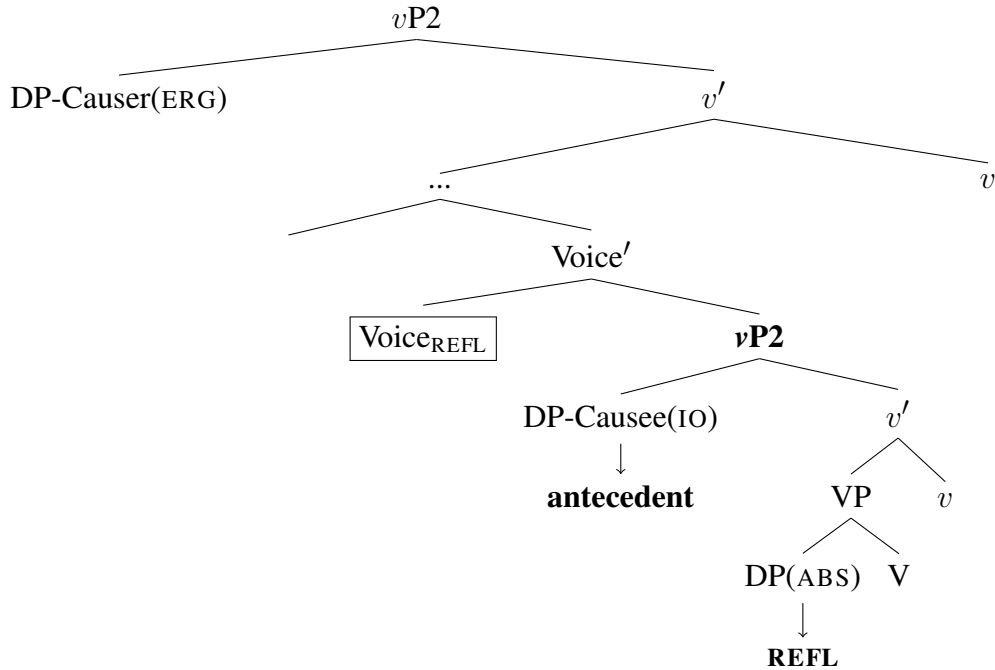 vP2
DP-Causer(ERG) v′
... v
Voice′
VoiceREFL vP2
DP-Causee(IO) v′
antecedent VP v
DP(ABS) V
REFL